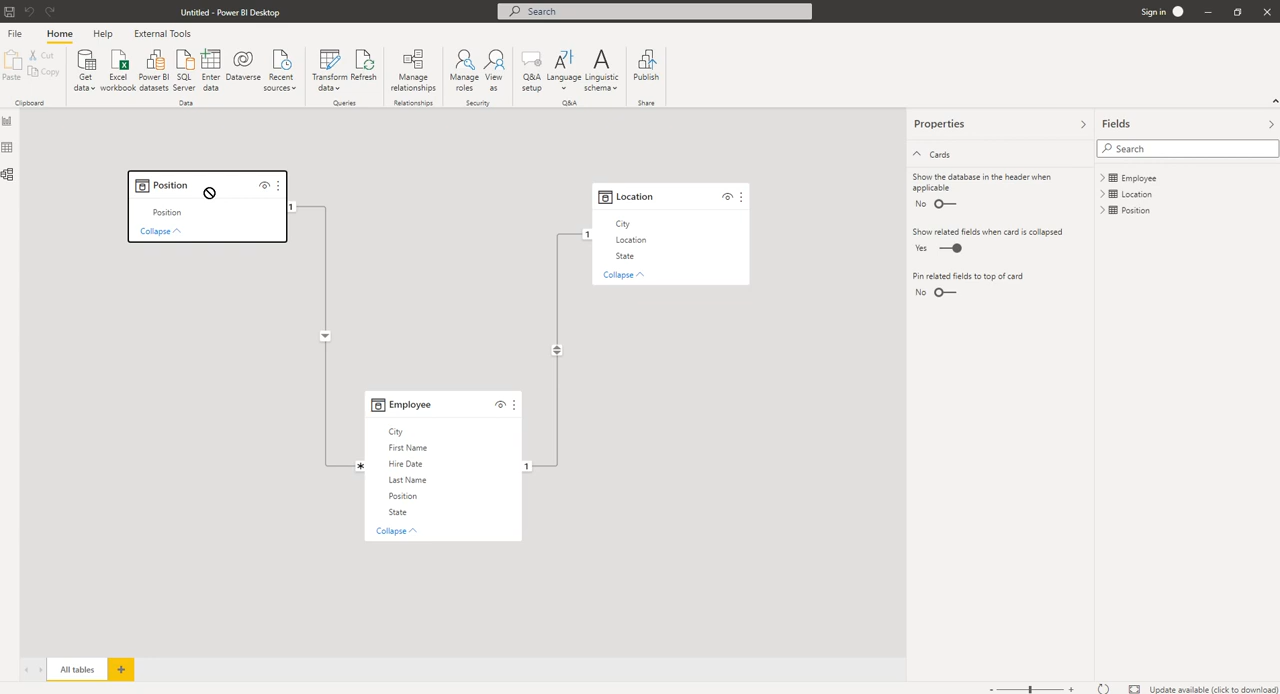 Untitled - Power BI Desktop
Search
Sign in
File
Home
Help
External Tools
Paste
Cut
Copy
Clipboard
Get data
Excel workbook
Power BI datasets
SQL Server
Enter data
Dataverse
Recent sources
Data
Transform data
Refresh
Queries
Manage relationships
Relationships
Manage roles
View as
Security
Q&A setup
Language
Linguistic schema
Q&A
Publish
Share
Position
Position
Collapse
1
Location
City
Location
State
Collapse
1
Employee
City
First Name
Hire Date
Last Name
Position
State
Collapse
*
1
Properties
Cards
Show the database in the header when
applicable
No
Show related fields when card is collapsed
Yes
Pin related fields to top of card
No
Fields
Search
Employee
Location
Position
All tables
+
- +
Update available (click to download)